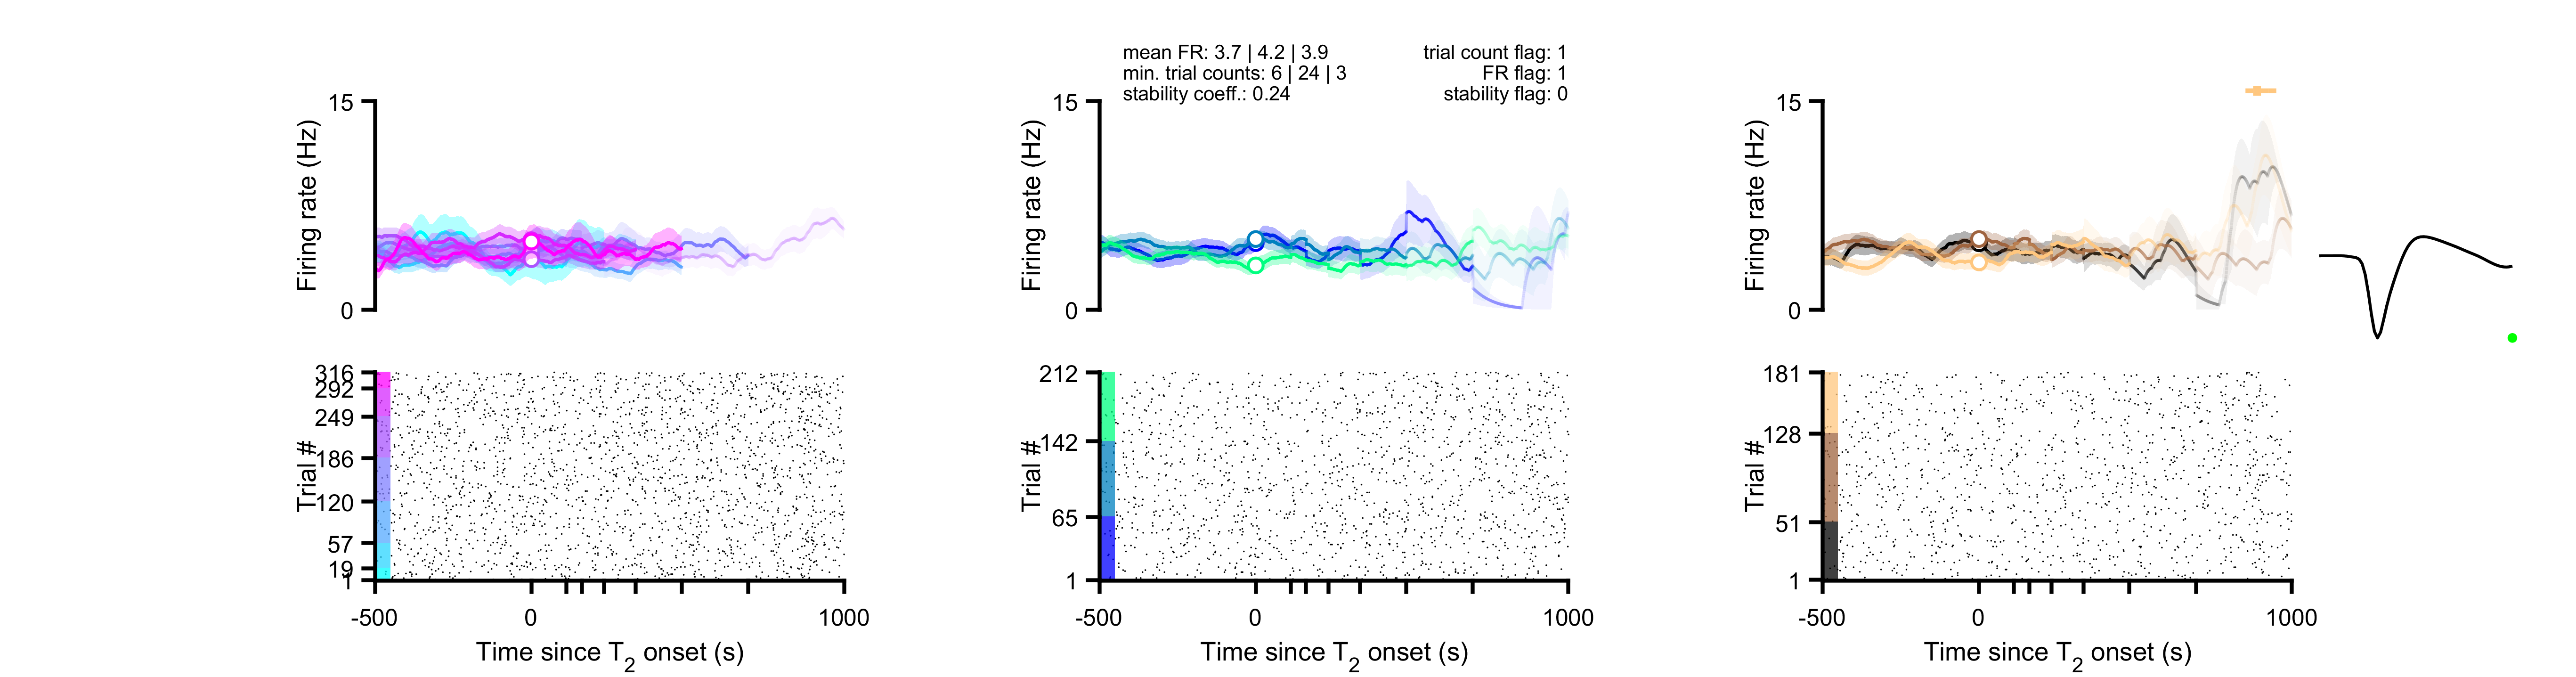 mean FR: 3.7 | 4.2 | 3.9
min. trial counts: 6 | 24 | 3
stability coeff.: 0.24
trial count flag: 1
FR flag: 1
stability flag: 0
15
Firing rate (Hz)
0
15
Firing rate (Hz)
0
15
Firing rate (Hz)
0
316
292
249
186
120
57
19
1
Trial #
-500
0
1000
Time since T2 onset (s)
212
142
65
1
Trial #
-500
0
1000
Time since T2 onset (s)
181
128
51
1
Trial #
-500
0
1000
Time since T2 onset (s)